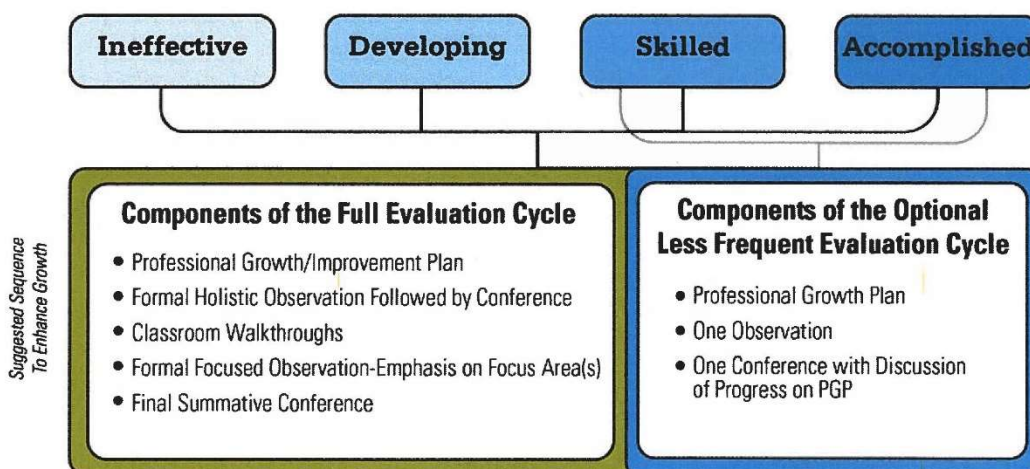 Ineffective
Developing
Skilled
Accomplished
Suggested Sequence
To Enhance Growth
Components of the Full Evaluation Cycle
• Professional Growth/Improvement Plan
• Formal Holistic Observation Followed by Conference
• Classroom Walkthroughs
• Formal Focused Observation-Emphasis on Focus Area(s)
• Final Summative Conference
Components of the Optional
Less Frequent Evaluation Cycle
• Professional Growth Plan
• One Observation
• One Conference with Discussion
of Progress on PGP